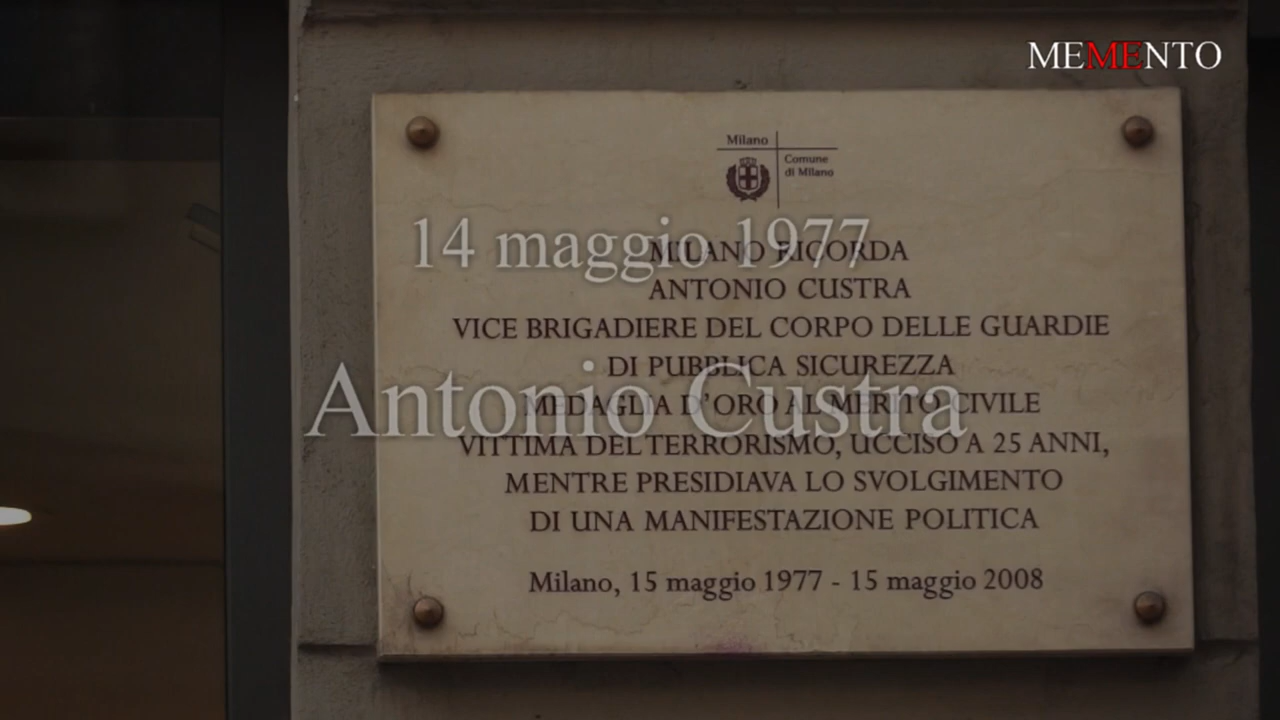 MEMENTO
Milano
Comune
di Milano
14 maggio 1977
MILANO RICORDA
ANTONIO CUSTRA
VICE BRIGADIERE DEL CORPO DELLE GUARDIE
DI PUBBLICA SICUREZZA
Antonio Custra
MEDAGLIA D'ORO AL MERITO CIVILE
VITTIMA DEL TERRORISMO, UCCISO A 25 ANNI,
MENTRE PRESIDIAVA LO SVOLGIMENTO
DI UNA MANIFESTAZIONE POLITICA
Milano, 15 maggio 1977 - 15 maggio 2008